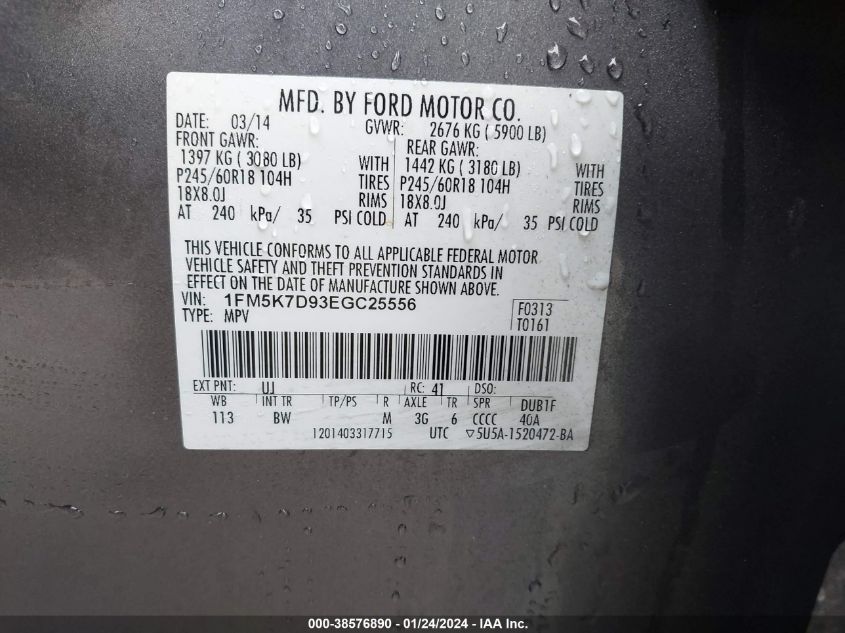 MFD. BY FORD MOTOR CO.
DATE: 03/14 GVWR: 2676 KG ( 5900 LB)
FRONT GAWR: REAR GAWR:
1397 KG ( 3080 LB) WITH 1442 KG ( 3180 LB) WITH
P245/60R18 104H TIRES P245/60R18 104H TIRES
18X8.0J RIMS 18X8.0J RIMS
AT 240 kPa/ 35 PSI COLD AT 240 kPa/ 35 PSI COLD
THIS VEHICLE CONFORMS TO ALL APPLICABLE FEDERAL MOTOR
VEHICLE SAFETY AND THEFT PREVENTION STANDARDS IN
EFFECT ON THE DATE OF MANUFACTURE SHOWN ABOVE.
VIN: 1FM5K7D93EGC25556 F0313
TYPE: MPV T0161
EXT PNT: UJ RC: 41 DSO:
WB INT TR TP/PS R AXLE TR SPR DUB1F
113 BW M 3G 6 CCCC 40A
1201403317715 UTC ▽5U5A-1520472-BA
000-38576890 - 01/24/2024 - IAA Inc.